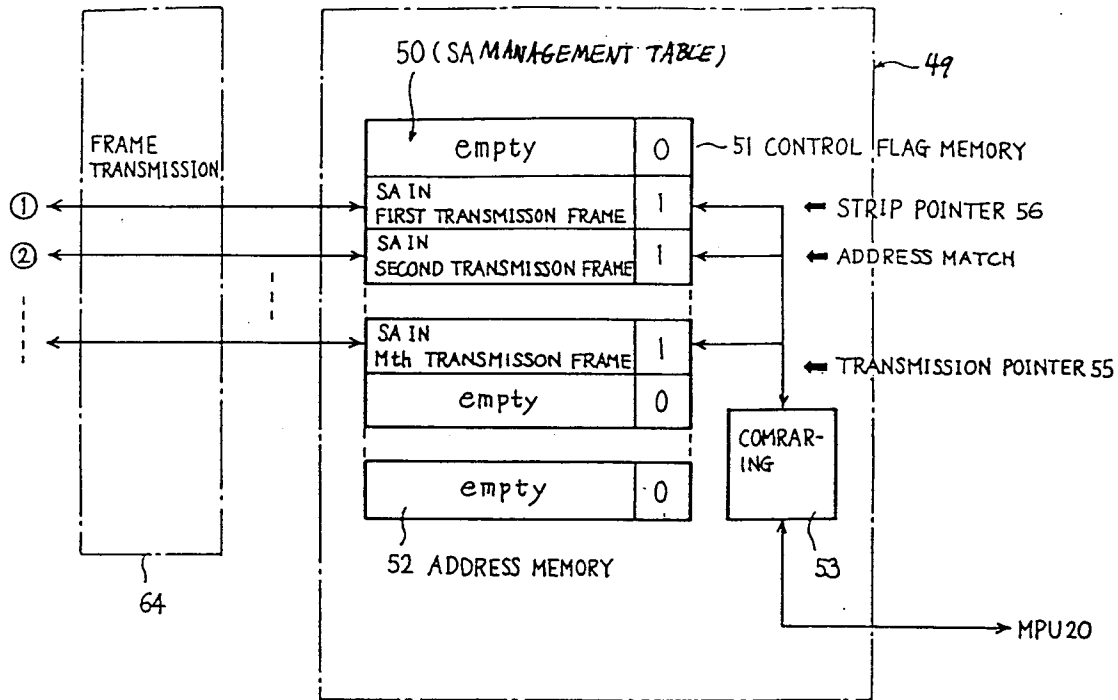 50 (SA MANAGEMENT TABLE)
49
FRAME
TRANSMISSION
empty
0
51 CONTROL FLAG MEMORY
①
SA IN
FIRST TRANSMISSON FRAME
1
STRIP POINTER 56
②
SA IN
SECOND TRANSMISSON FRAME
1
ADDRESS MATCH
SA IN
Mth TRANSMISSON FRAME
1
TRANSMISSION POINTER 55
empty
0
COMRAR-
ING
empty
0
52 ADDRESS MEMORY
53
64
MPU20